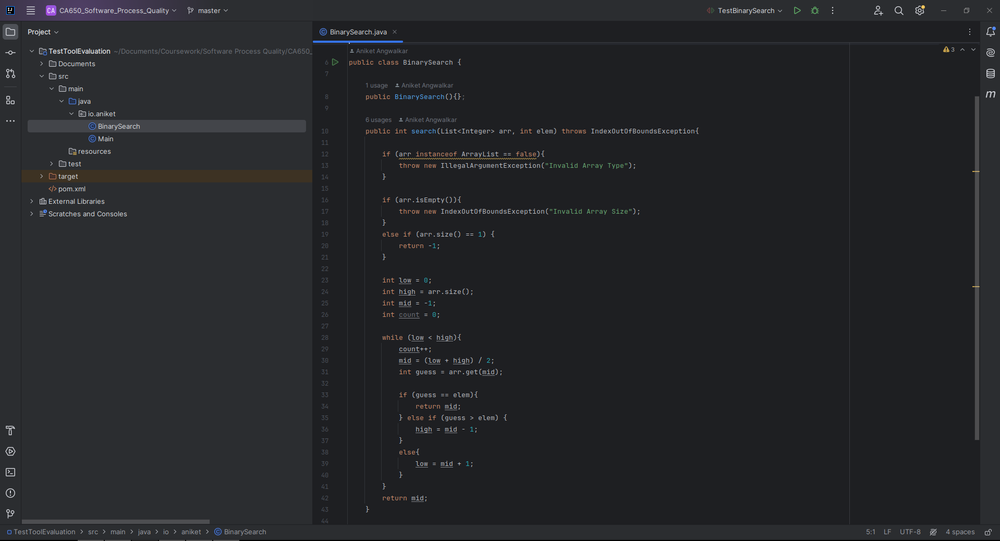 CA CA650_Software_Process_Quality master TestBinarySearch
Project
TestToolEvaluation ~/Documents/Coursework/Software Process Quality/CA650_
Documents
src
main
java
io.aniket
BinarySearch
Main
resources
test
target
pom.xml
External Libraries
Scratches and Consoles
BinarySearch.java
3
Aniket Angwalkar
6 public class BinarySearch {
7
1 usage Aniket Angwalkar
8 public BinarySearch(){};
9
6 usages Aniket Angwalkar
10 public int search(List<Integer> arr, int elem) throws IndexOutOfBoundsException{
11
12 if (arr instanceof ArrayList == false){
13 throw new IllegalArgumentException("Invalid Array Type");
14 }
15
16 if (arr.isEmpty()){
17 throw new IndexOutOfBoundsException("Invalid Array Size");
18 }
19 else if (arr.size() == 1) {
20 return -1;
21 }
22
23 int low = 0;
24 int high = arr.size();
25 int mid = -1;
26 int count = 0;
27
28 while (low < high){
29 count++;
30 mid = (low + high) / 2;
31 int guess = arr.get(mid);
32
33 if (guess == elem){
34 return mid;
35 } else if (guess > elem) {
36 high = mid - 1;
37 }
38 else{
39 low = mid + 1;
40 }
41 }
42 return mid;
43 }
44
TestToolEvaluation > src > main > java > io > aniket > BinarySearch
5:1 LF UTF-8 4 spaces